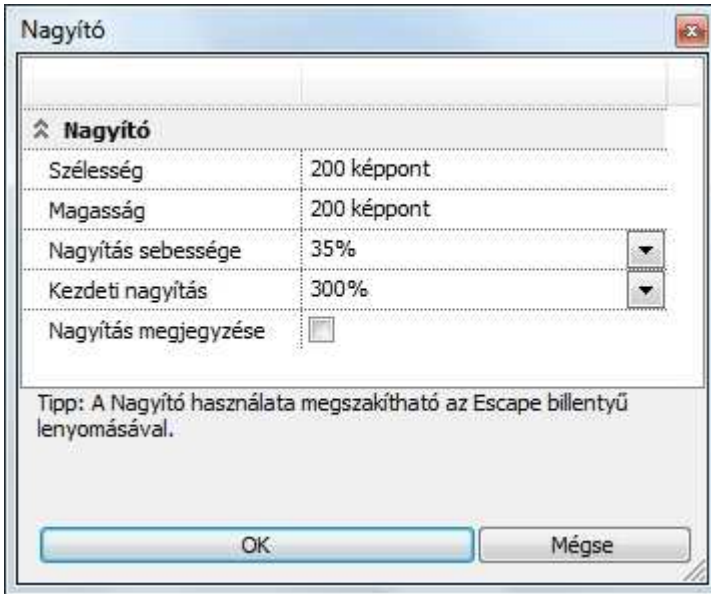 Nagyító
Nagyító
Szélesség 200 képpont
Magasság 200 képpont
Nagyítás sebessége 35%
Kezdeti nagyítás 300%
Nagyítás megjegyzése
Tipp: A Nagyító használata megszakítható az Escape billentyű
lenyomásával.
OK Mégse